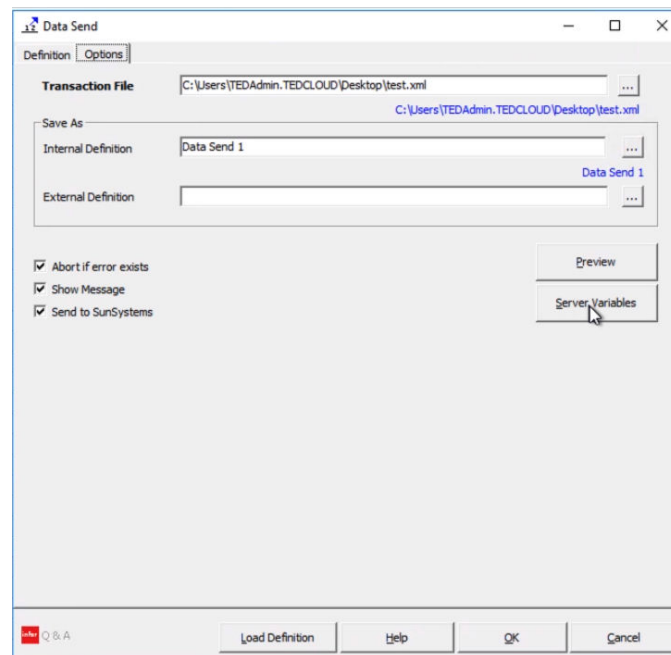 Data Send
Definition Options
Transaction File C:\Users\TEDAdmin.TEDCLOUD\Desktop\test.xml ...
C:\Users\TEDAdmin.TEDCLOUD\Desktop\test.xml
Save As
Internal Definition Data Send 1 ...
Data Send 1
External Definition ...
Abort if error exists
Preview
Show Message
Server Variables
Send to SunSystems
infor Q & A Load Definition Help OK Cancel